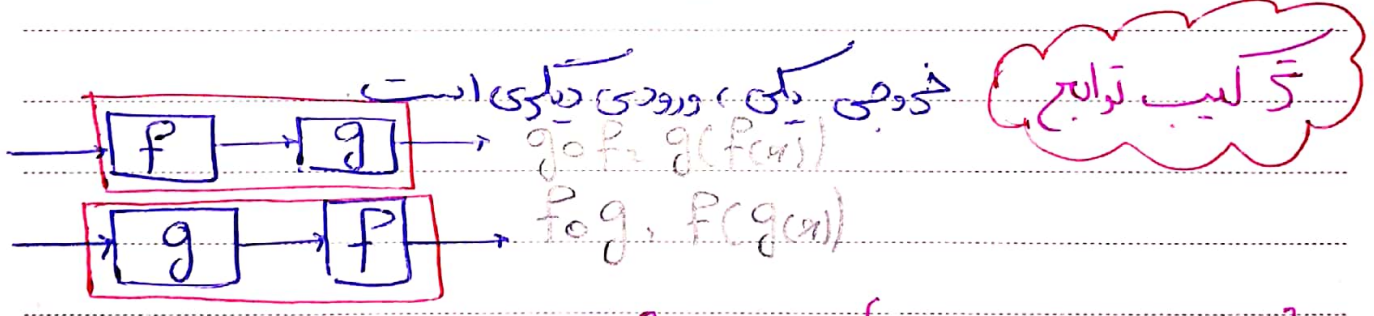 ترکیب توابع
خروجی یکی، ورودی دیگری است
f g gof = g(f(x))
g f fog = f(g(x))